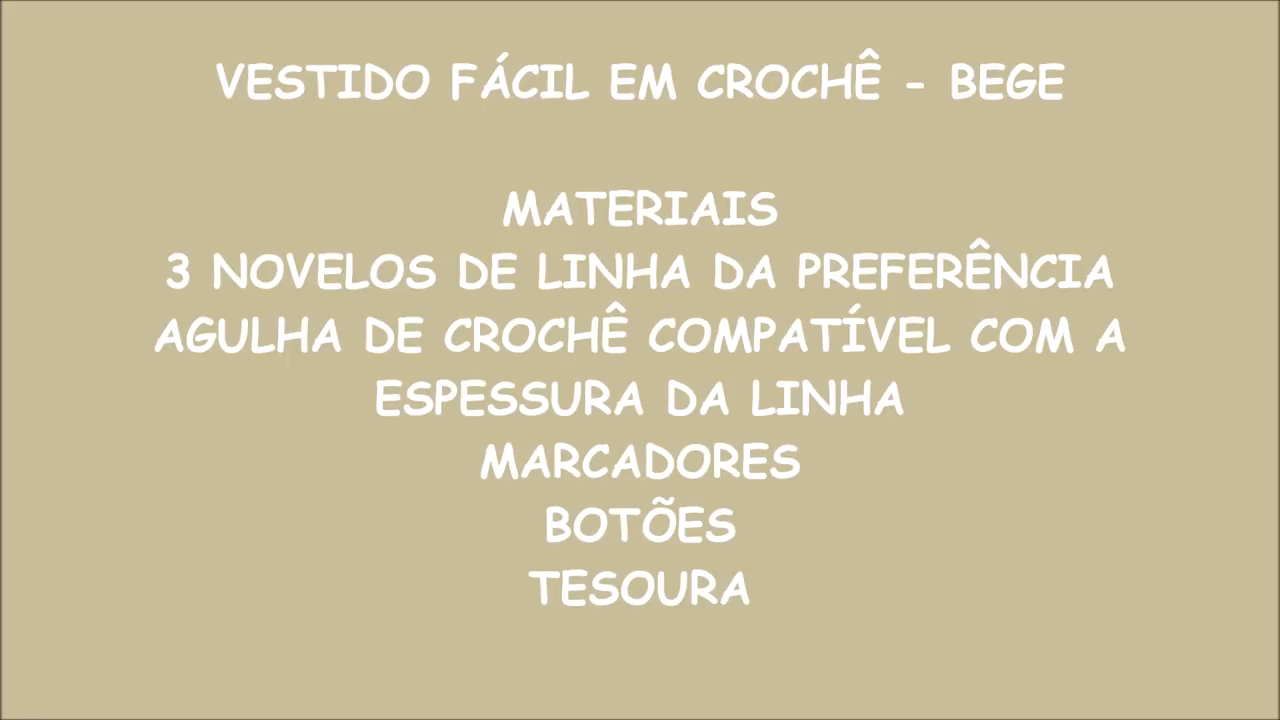 VESTIDO FÁCIL EM CROCHÊ - BEGE
MATERIAIS
3 NOVELOS DE LINHA DA PREFERÊNCIA
AGULHA DE CROCHÊ COMPATÍVEL COM A
ESPESSURA DA LINHA
MARCADORES
BOTÕES
TESOURA